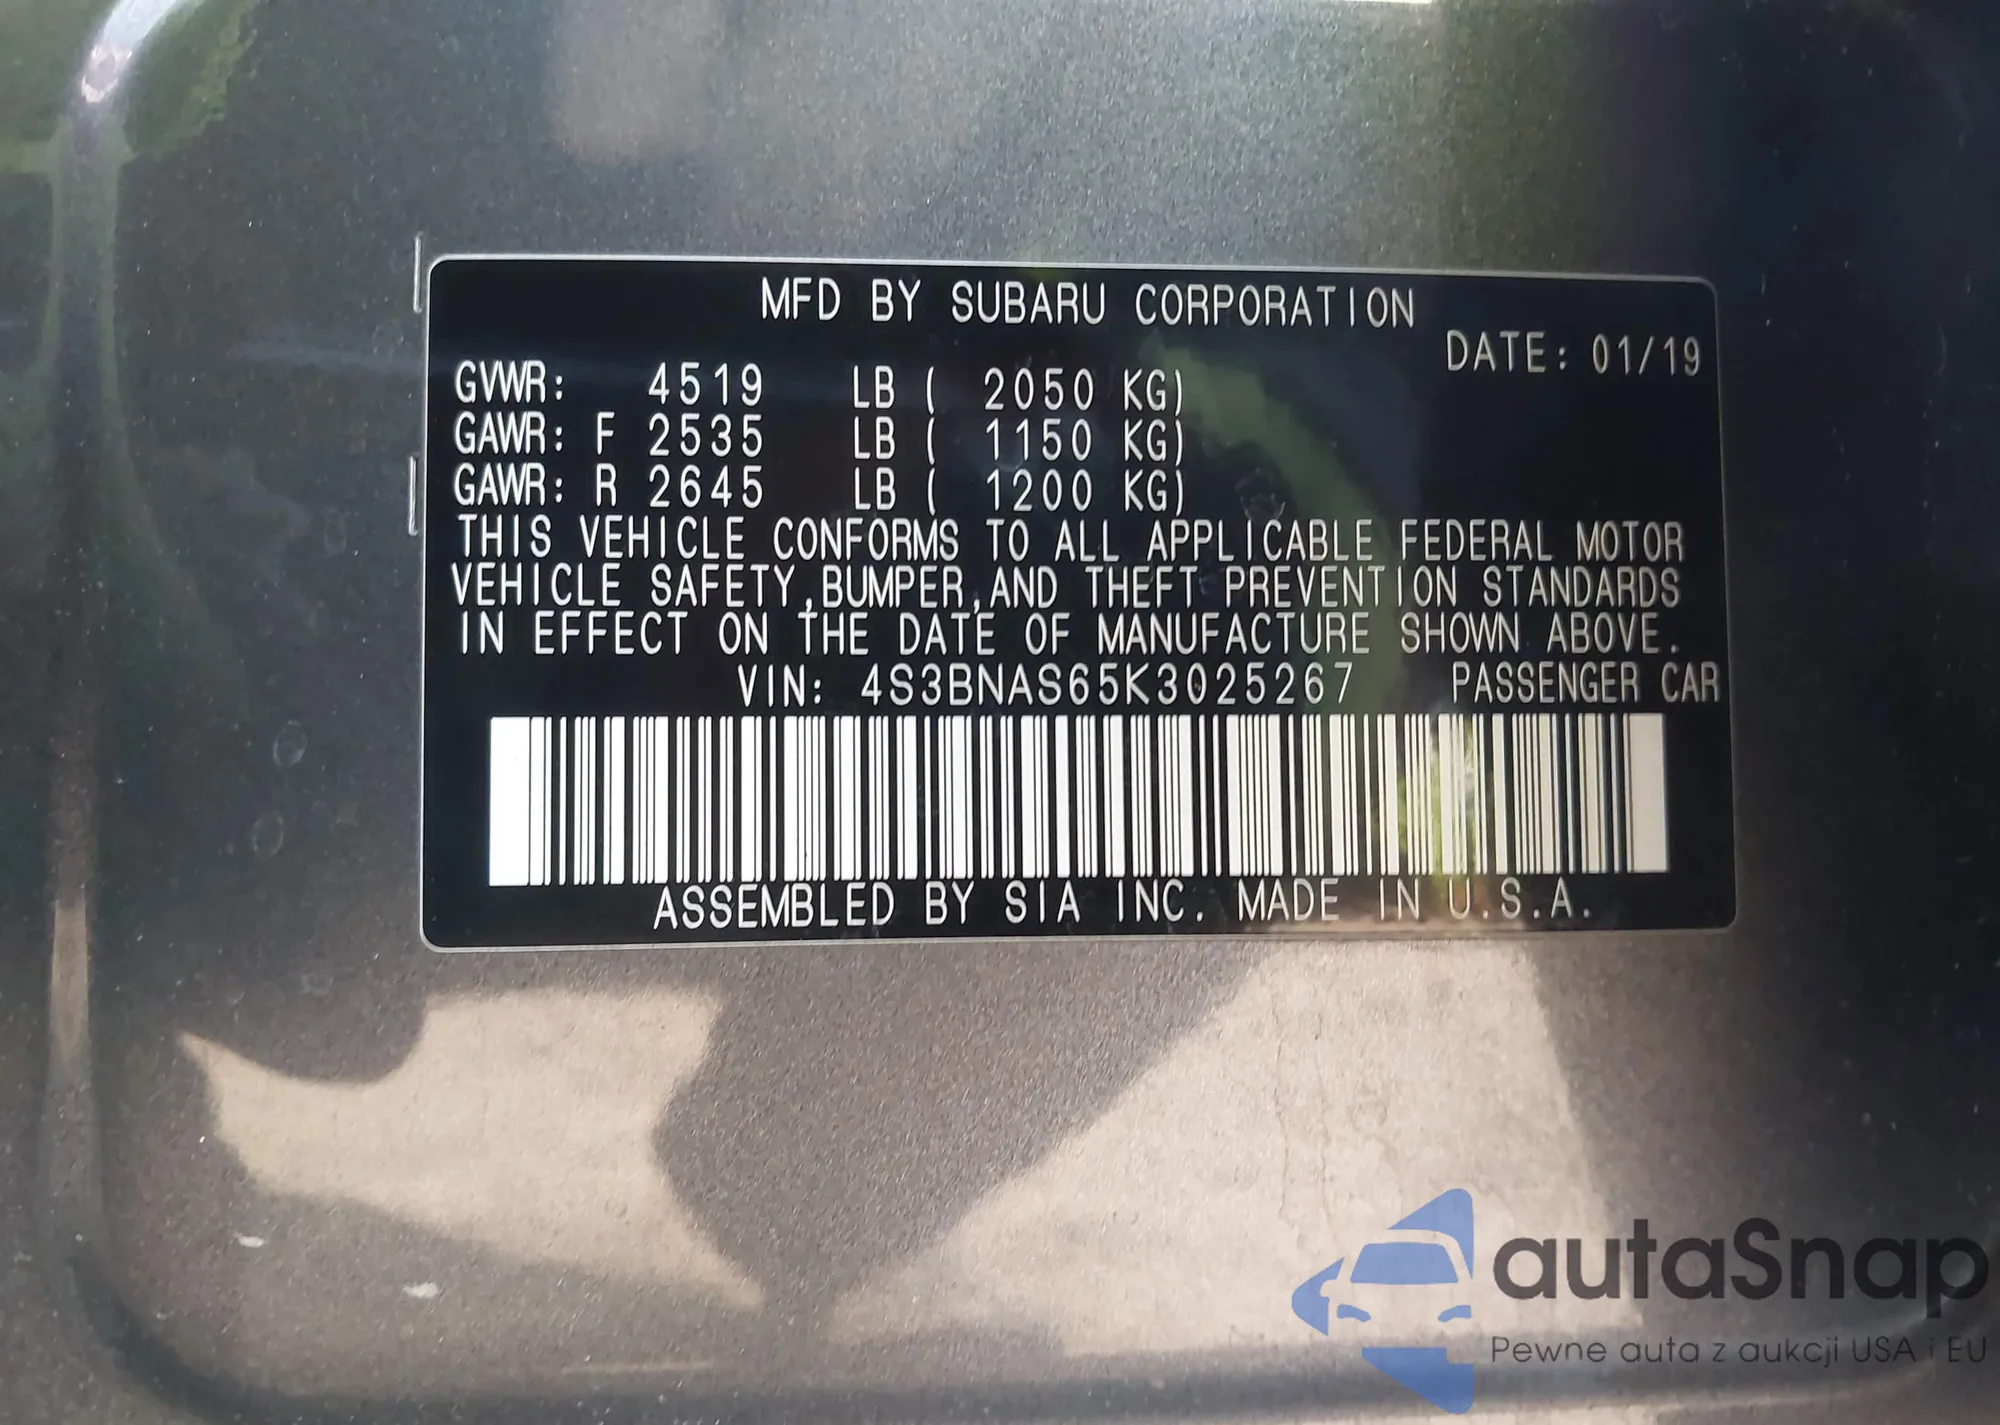 MFD BY SUBARU CORPORATION
DATE: 01/19
GVWR: 4519 LB ( 2050 KG)
GAWR: F 2535 LB ( 1150 KG)
GAWR: R 2645 LB ( 1200 KG)
THIS VEHICLE CONFORMS TO ALL APPLICABLE FEDERAL MOTOR
VEHICLE SAFETY,BUMPER,AND THEFT PREVENTION STANDARDS
IN EFFECT ON THE DATE OF MANUFACTURE SHOWN ABOVE.
VIN: 4S3BNAS65K3025267 PASSENGER CAR
ASSEMBLED BY SIA INC. MADE IN U.S.A.
autaSnap
Pewne auta z aukcji USA i EU